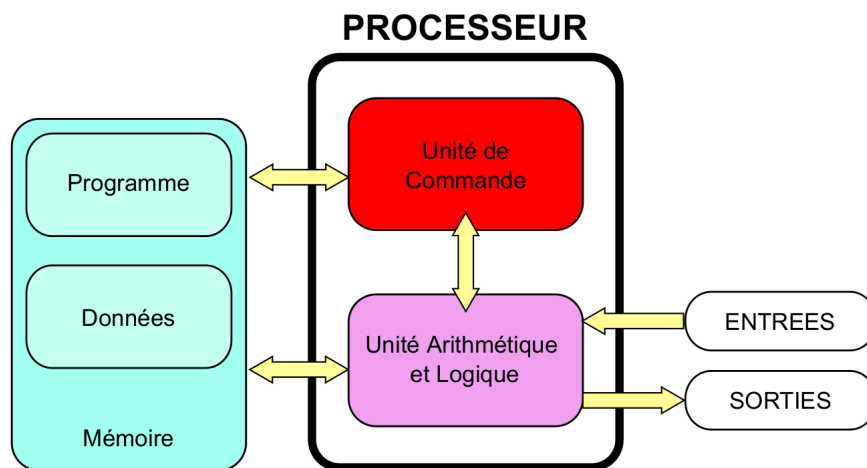 PROCESSEUR
Programme
Données
Mémoire
Unité de
Commande
Unité Arithmétique
et Logique
ENTREES
SORTIES